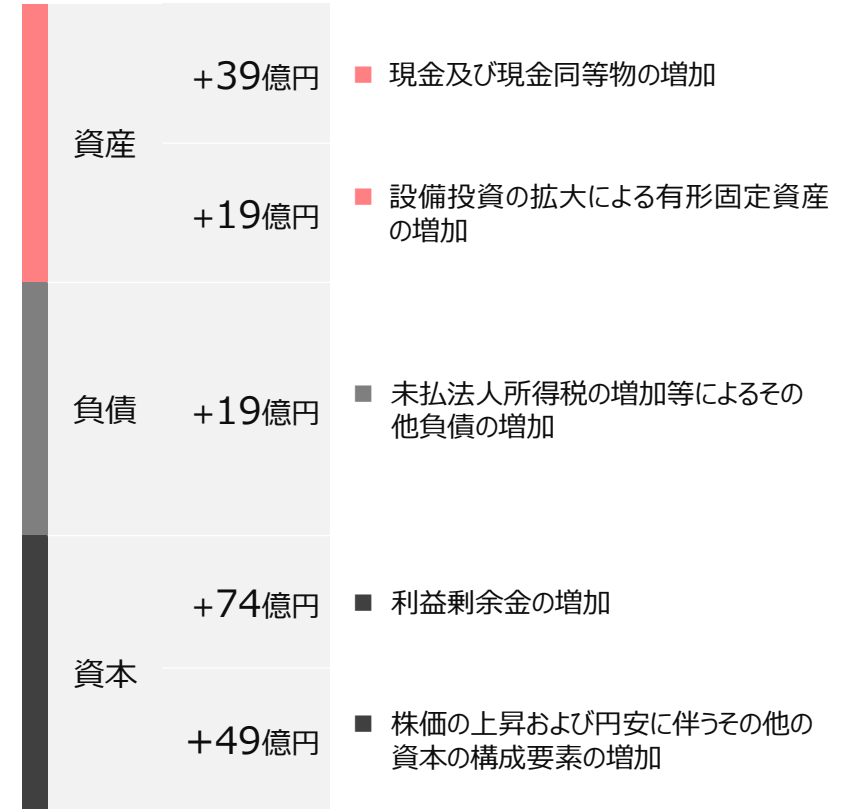 資産
+39億円
■ 現金及び現金同等物の増加
+19億円
■ 設備投資の拡大による有形固定資産
の増加
負債
+19億円
■ 未払法人所得税の増加等によるその
他負債の増加
資本
+74億円
■ 利益剰余金の増加
+49億円
■ 株価の上昇および円安に伴うその他の
資本の構成要素の増加